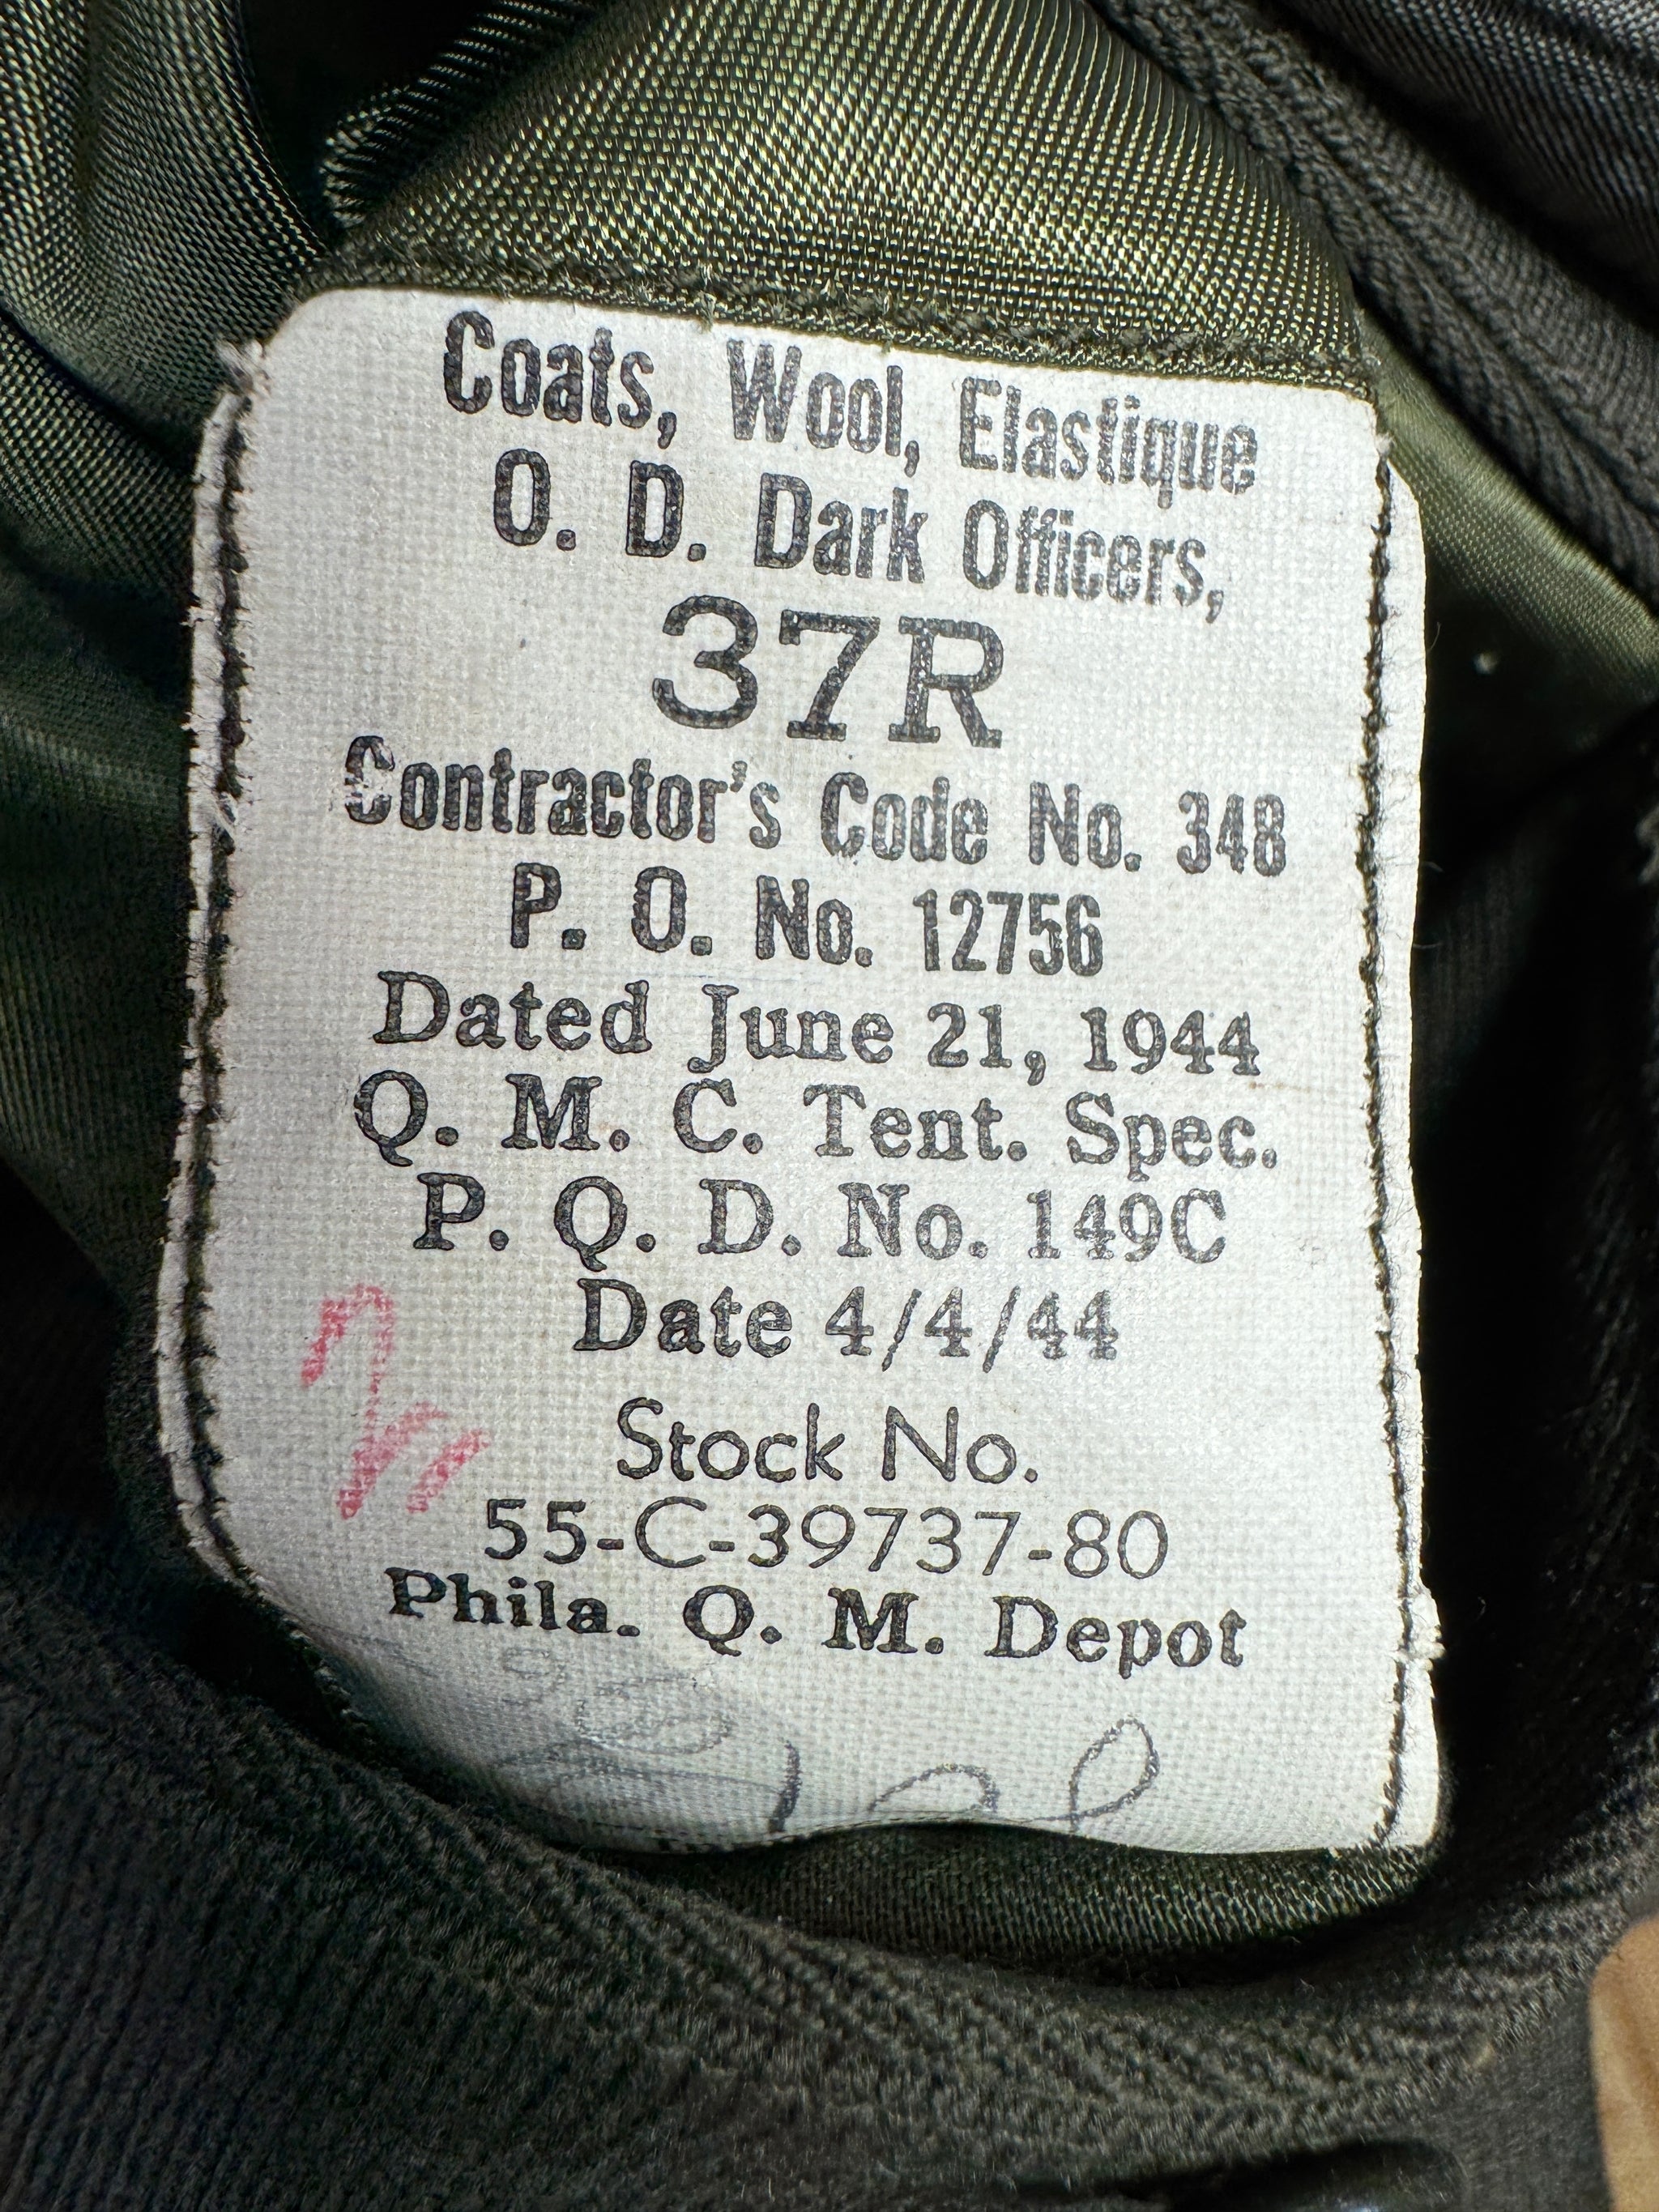 Coats, Wool, Elastique
O. D. Dark Officers,
37R
Contractor's Code No. 348
P. O. No. 12756
Dated June 21, 1944
Q. M. C. Tent. Spec.
P. Q. D. No. 149C
Date 4/4/44
Stock No.
55-C-39737-80
Phila. Q. M. Depot